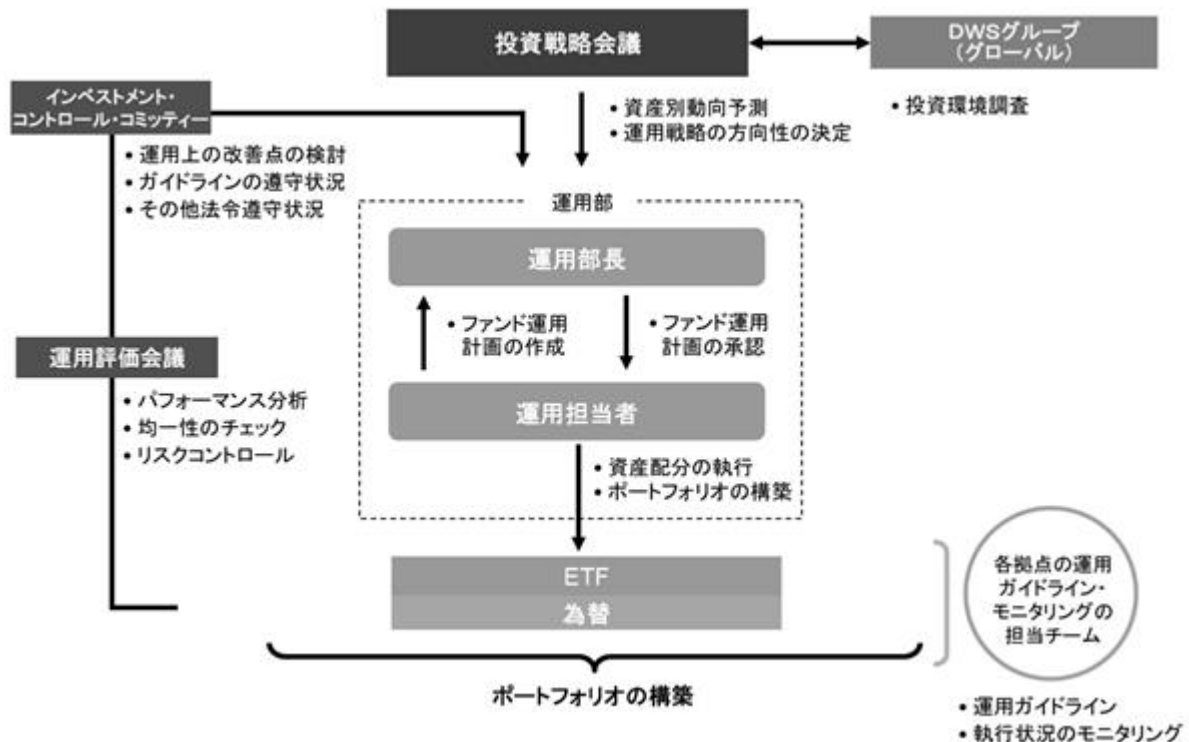 投資戦略会議
DWSグループ
(グローバル)
• 投資環境調査
インベストメント・
コントロール・コミッティー
• 資産別動向予測
• 運用戦略の方向性の決定
• 運用上の改善点の検討
• ガイドラインの遵守状況
• その他法令遵守状況
運用部
運用部長
• ファンド運用
計画の作成
• ファンド運用
計画の承認
運用評価会議
• パフォーマンス分析
• 均一性のチェック
• リスクコントロール
運用担当者
• 資産配分の執行
• ポートフォリオの構築
ETF
為替
各拠点の運用
ガイドライン・
モニタリングの
担当チーム
ポートフォリオの構築
• 運用ガイドライン
• 執行状況のモニタリング